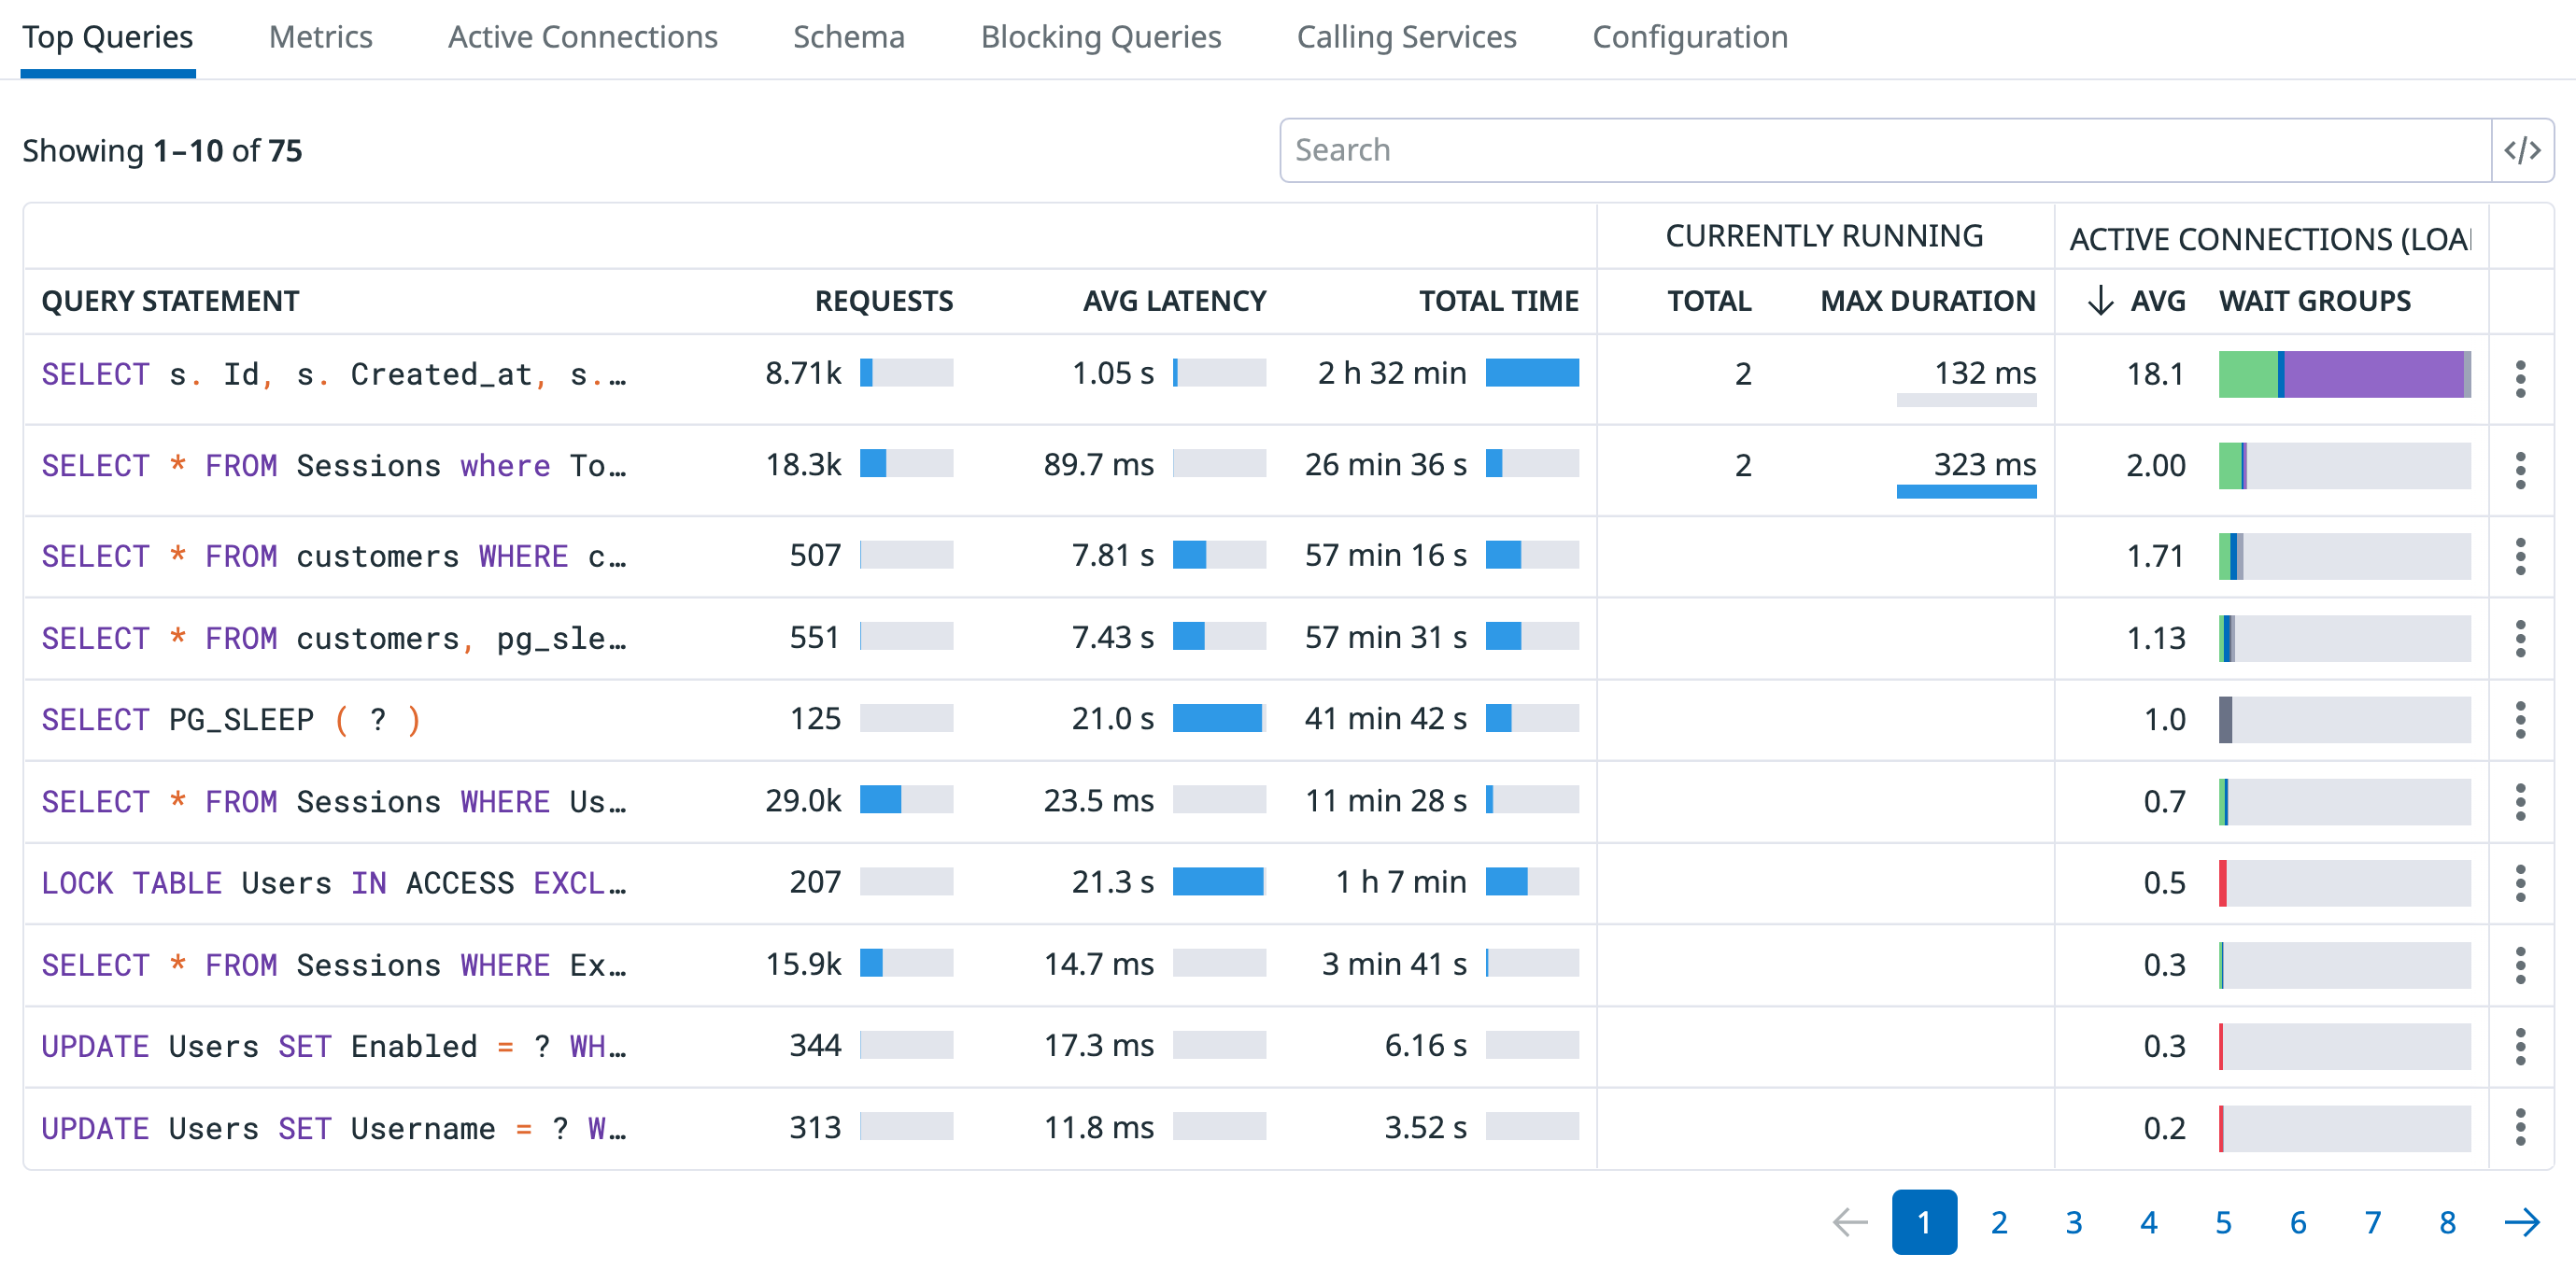 Top Queries Metrics Active Connections Schema Blocking Queries Calling Services Configuration
Showing 1–10 of 75
Search </>
CURRENTLY RUNNING ACTIVE CONNECTIONS (LOA
QUERY STATEMENT REQUESTS AVG LATENCY TOTAL TIME TOTAL MAX DURATION ↓ AVG WAIT GROUPS
SELECT s. Id, s. Created_at, s.… 8.71k 1.05 s 2 h 32 min 2 132 ms 18.1
SELECT * FROM Sessions where To… 18.3k 89.7 ms 26 min 36 s 2 323 ms 2.00
SELECT * FROM customers WHERE c… 507 7.81 s 57 min 16 s 1.71
SELECT * FROM customers, pg_sle… 551 7.43 s 57 min 31 s 1.13
SELECT PG_SLEEP ( ? ) 125 21.0 s 41 min 42 s 1.0
SELECT * FROM Sessions WHERE Us… 29.0k 23.5 ms 11 min 28 s 0.7
LOCK TABLE Users IN ACCESS EXCL… 207 21.3 s 1 h 7 min 0.5
SELECT * FROM Sessions WHERE Ex… 15.9k 14.7 ms 3 min 41 s 0.3
UPDATE Users SET Enabled = ? WH… 344 17.3 ms 6.16 s 0.3
UPDATE Users SET Username = ? W… 313 11.8 ms 3.52 s 0.2
← 1 2 3 4 5 6 7 8 →